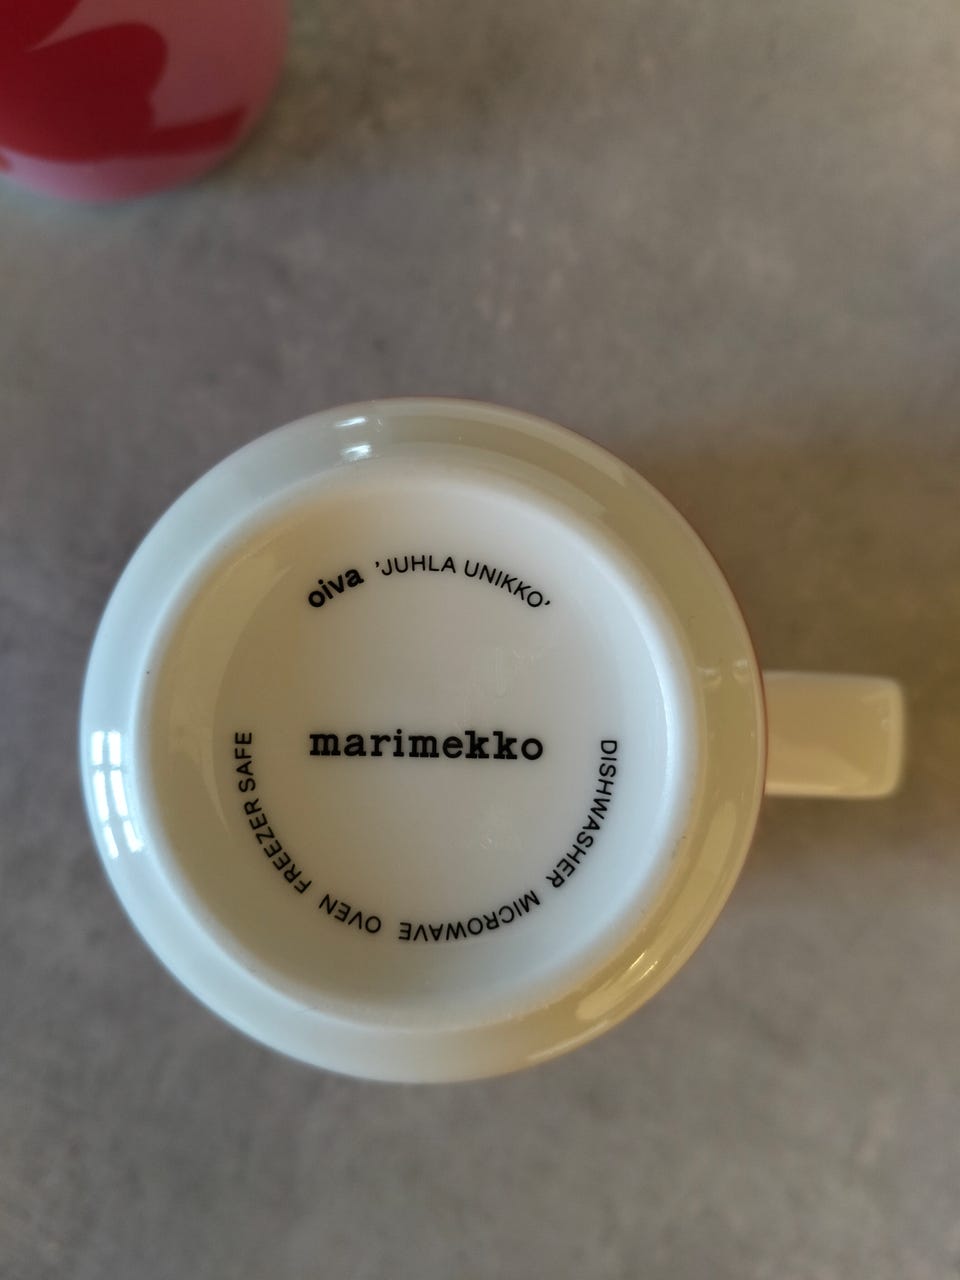 oiva 'JUHLA UNIKKO'
marimekko
DISHWASHER MICROWAVE OVEN FREEZER SAFE